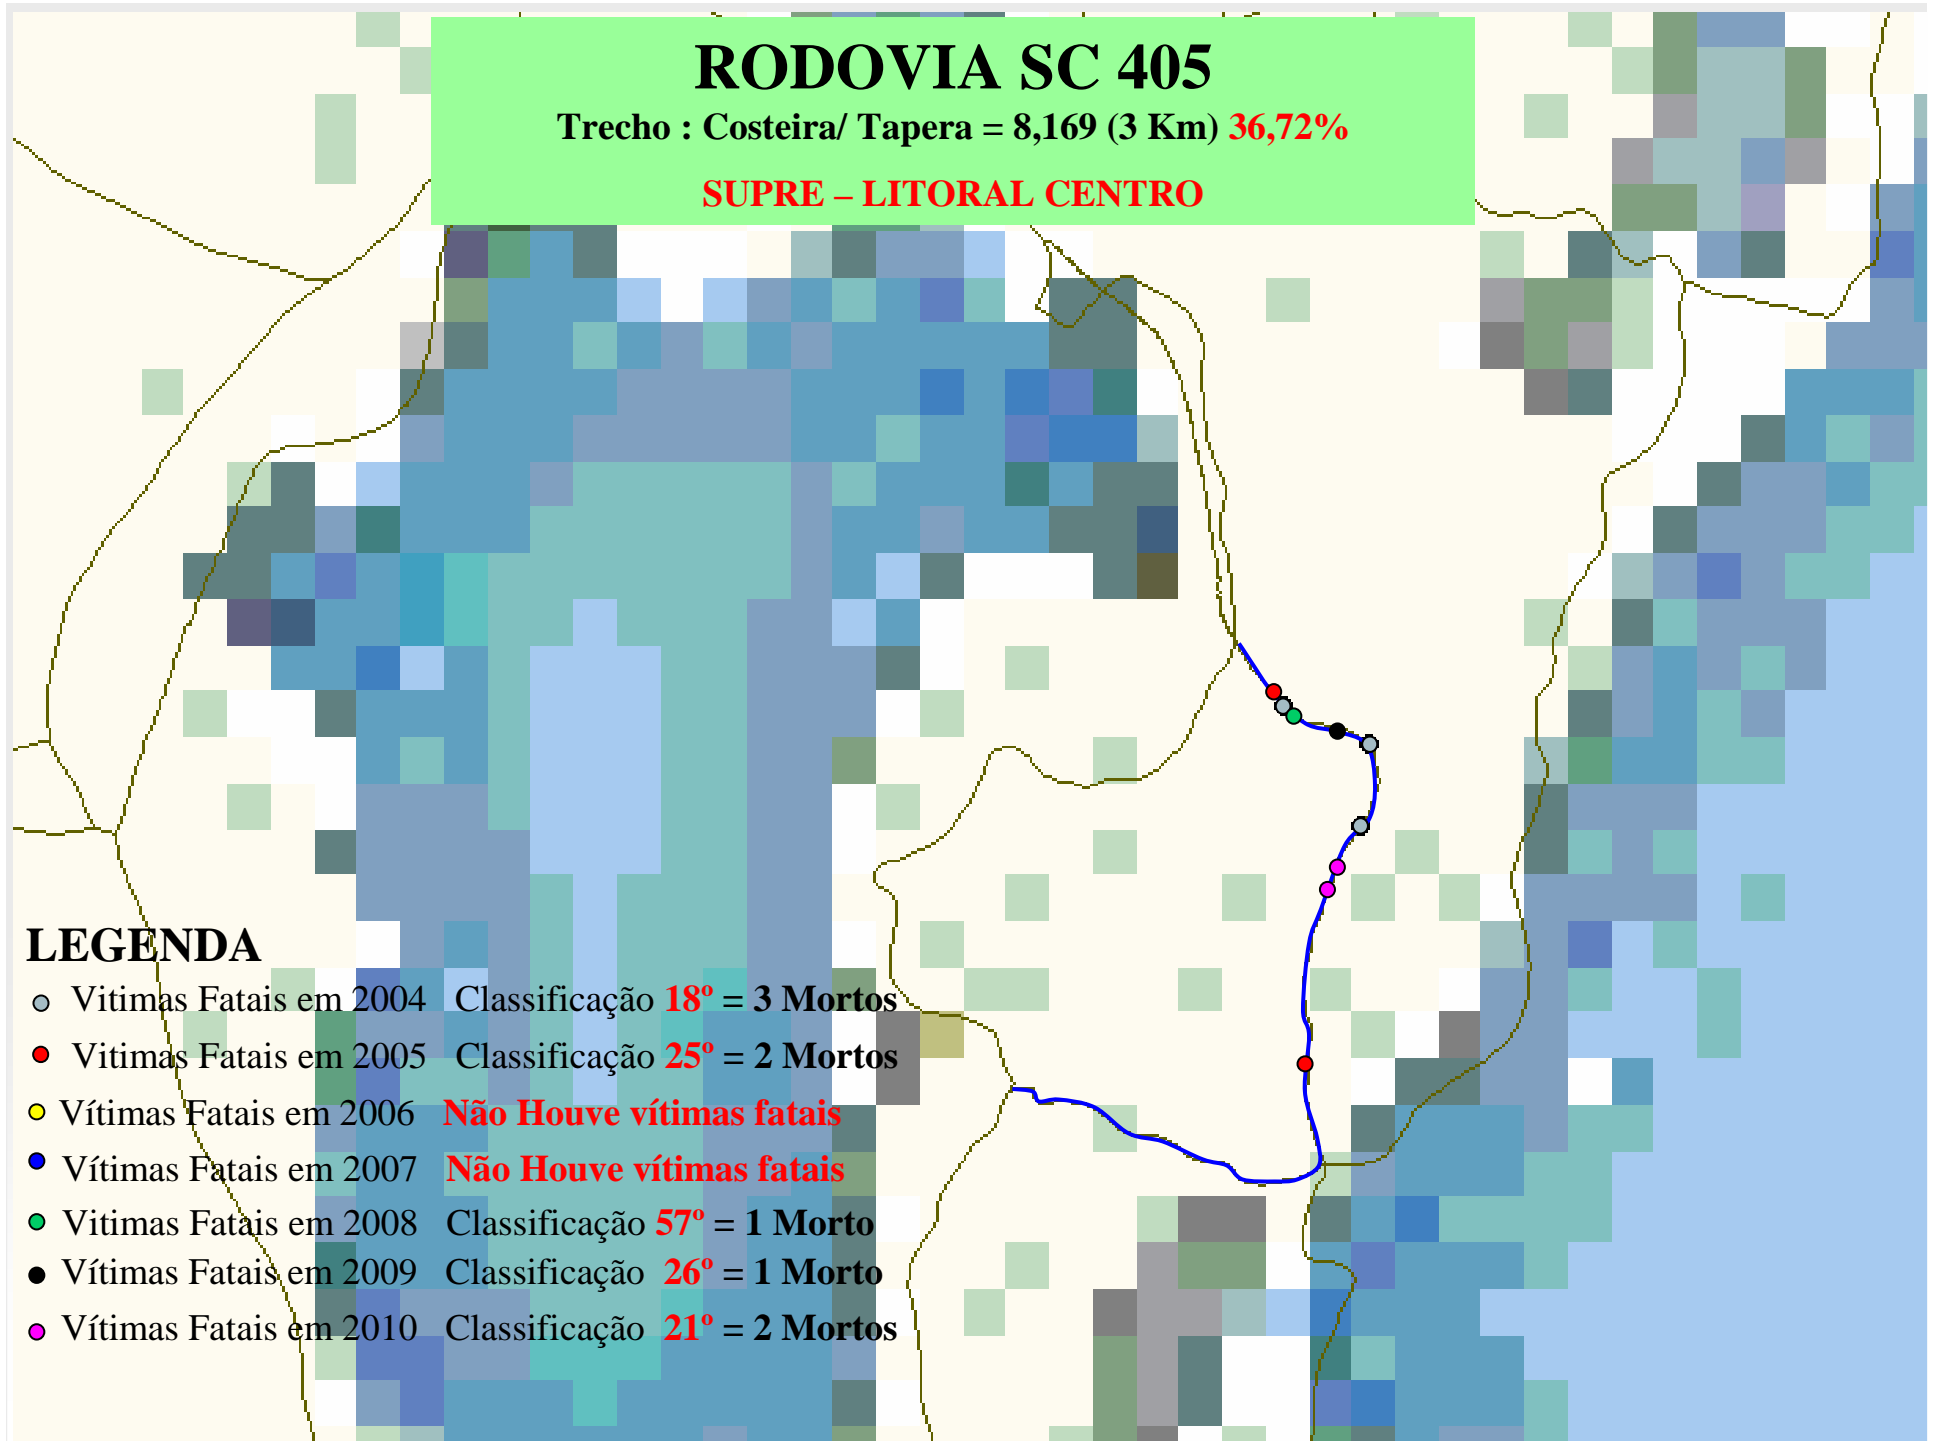 RODOVIA SC 405
Trecho : Costeira/ Tapera = 8,169 (3 Km) 36,72%
SUPRE – LITORAL CENTRO
LEGENDA
Vitimas Fatais em 2004 Classificação 18º = 3 Mortos
Vitimas Fatais em 2005 Classificação 25º = 2 Mortos
Vítimas Fatais em 2006 Não Houve vítimas fatais
Vítimas Fatais em 2007 Não Houve vítimas fatais
Vitimas Fatais em 2008 Classificação 57º = 1 Morto
Vítimas Fatais em 2009 Classificação 26º = 1 Morto
Vítimas Fatais em 2010 Classificação 21º = 2 Mortos